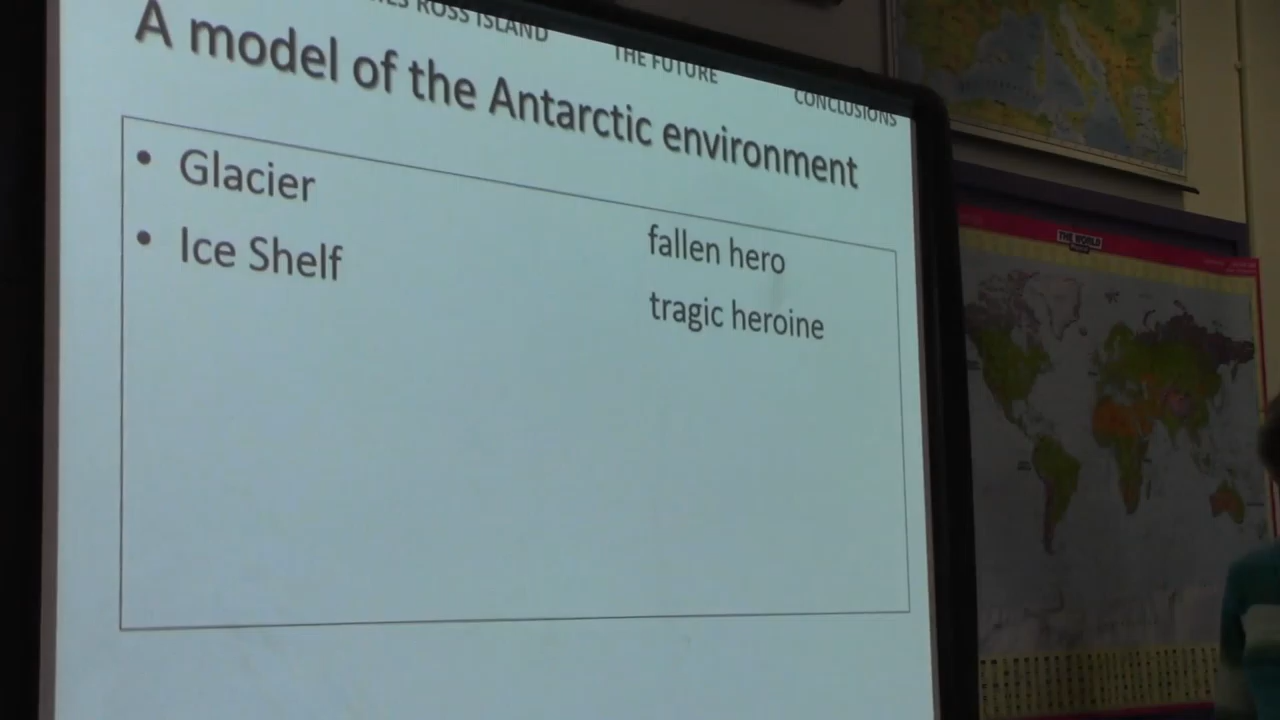 ROSS ISLAND
THE FUTURE
CONCLUSIONS
A model of the Antarctic environment
• Glacier
• Ice Shelf
fallen hero
tragic heroine
THE WORLD